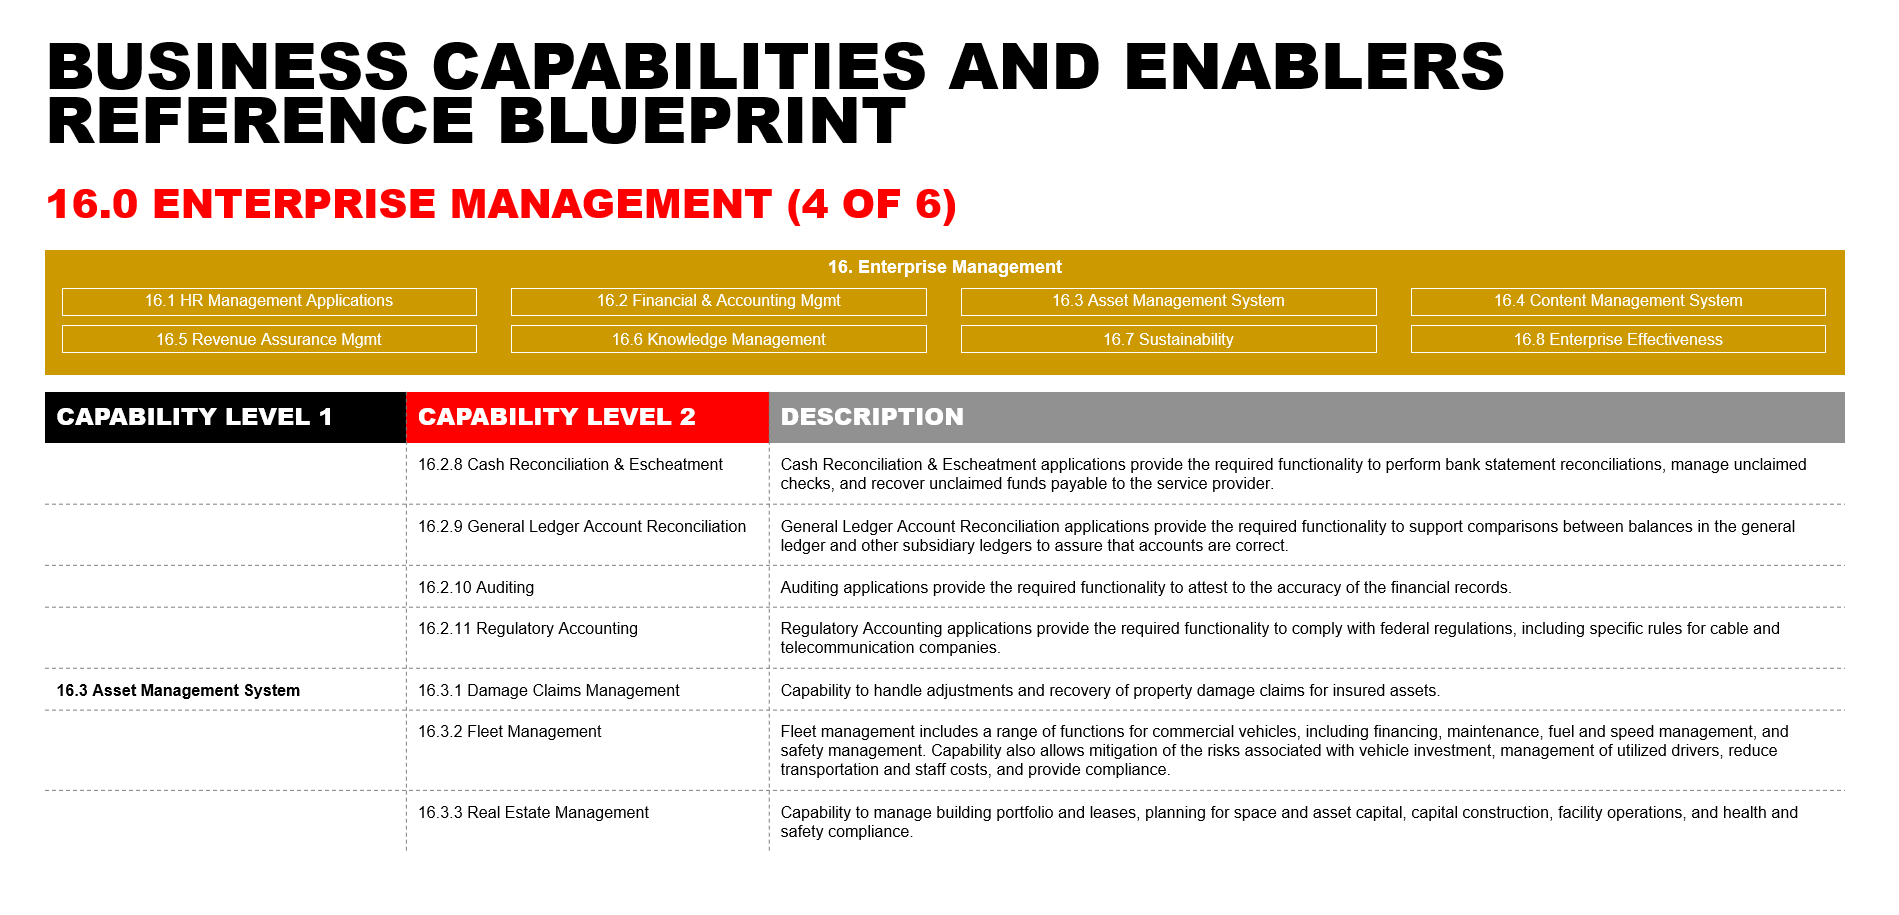 BUSINESS CAPABILITIES AND ENABLERS
REFERENCE BLUEPRINT
16.0 ENTERPRISE MANAGEMENT (4 OF 6)
16. Enterprise Management
16.1 HR Management Applications
16.2 Financial & Accounting Mgmt
16.3 Asset Management System
16.4 Content Management System
16.5 Revenue Assurance Mgmt
16.6 Knowledge Management
16.7 Sustainability
16.8 Enterprise Effectiveness
CAPABILITY LEVEL 1
CAPABILITY LEVEL 2
DESCRIPTION
16.2.8 Cash Reconciliation & Escheatment
Cash Reconciliation & Escheatment applications provide the required functionality to perform bank statement reconciliations, manage unclaimed
checks, and recover unclaimed funds payable to the service provider.
16.2.9 General Ledger Account Reconciliation
General Ledger Account Reconciliation applications provide the required functionality to support comparisons between balances in the general
ledger and other subsidiary ledgers to assure that accounts are correct.
16.2.10 Auditing
Auditing applications provide the required functionality to attest to the accuracy of the financial records.
16.2.11 Regulatory Accounting
Regulatory Accounting applications provide the required functionality to comply with federal regulations, including specific rules for cable and
telecommunication companies.
16.3 Asset Management System
16.3.1 Damage Claims Management
Capability to handle adjustments and recovery of property damage claims for insured assets.
16.3.2 Fleet Management
Fleet management includes a range of functions for commercial vehicles, including financing, maintenance, fuel and speed management, and
safety management. Capability also allows mitigation of the risks associated with vehicle investment, management of utilized drivers, reduce
transportation and staff costs, and provide compliance.
16.3.3 Real Estate Management
Capability to manage building portfolio and leases, planning for space and asset capital, capital construction, facility operations, and health and
safety compliance.